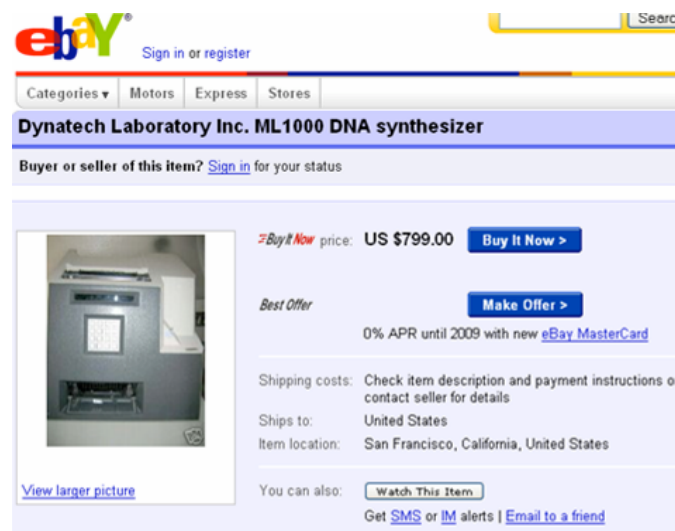 ebaY®
Sign in or register
Categories ▾ Motors Express Stores
Dynatech Laboratory Inc. ML1000 DNA synthesizer
Buyer or seller of this item? Sign in for your status
=Buy It Now price: US $799.00 Buy It Now >
Best Offer Make Offer >
0% APR until 2009 with new eBay MasterCard
Shipping costs: Check item description and payment instructions o
contact seller for details
Ships to: United States
Item location: San Francisco, California, United States
View larger picture
You can also: Watch This Item
Get SMS or IM alerts | Email to a friend